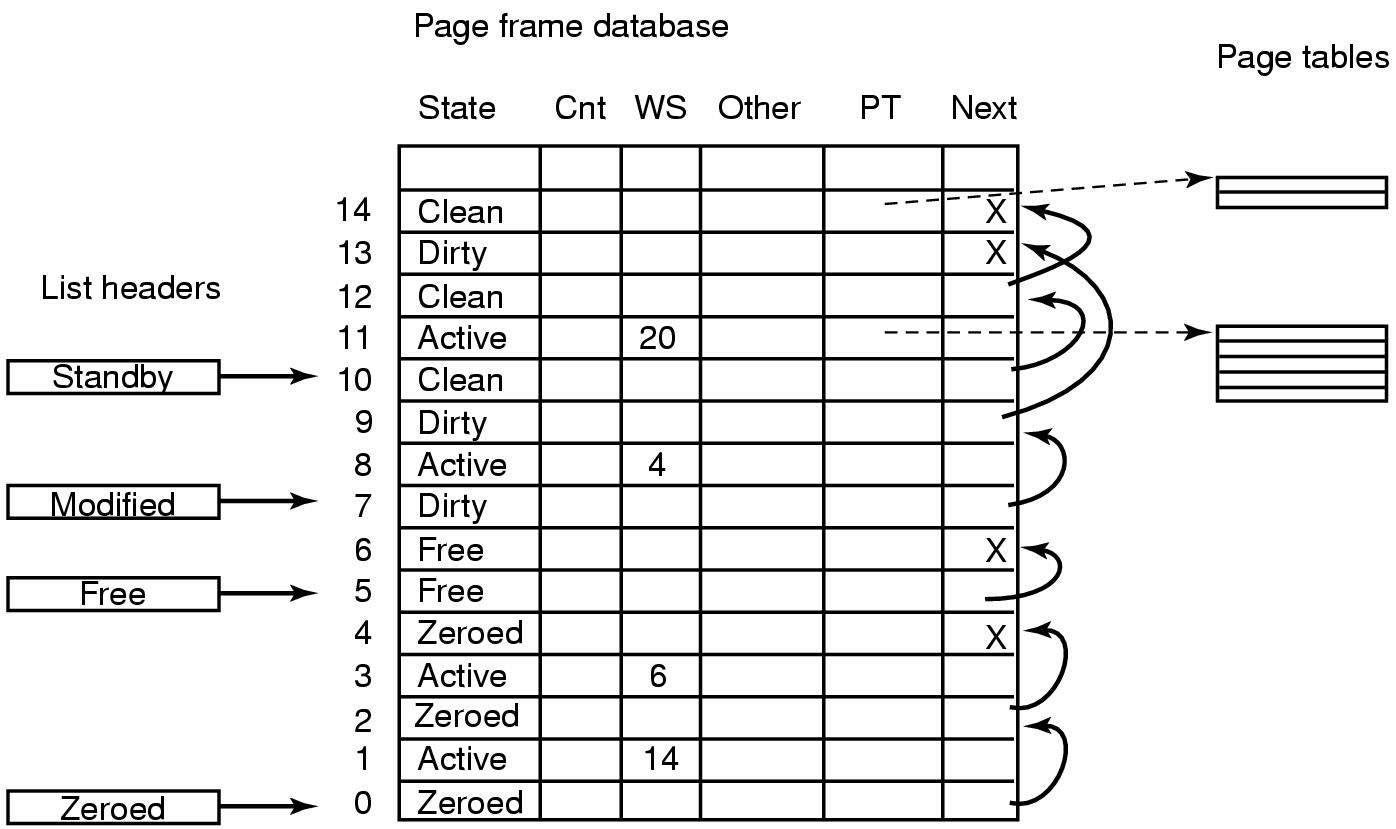 Page frame database
Page tables
State Cnt WS Other PT Next
14 Clean X
13 Dirty X
List headers
12 Clean
11 Active 20
Standby 10 Clean
9 Dirty
8 Active 4
Modified 7 Dirty
6 Free X
Free 5 Free
4 Zeroed X
3 Active 6
2 Zeroed
1 Active 14
Zeroed 0 Zeroed